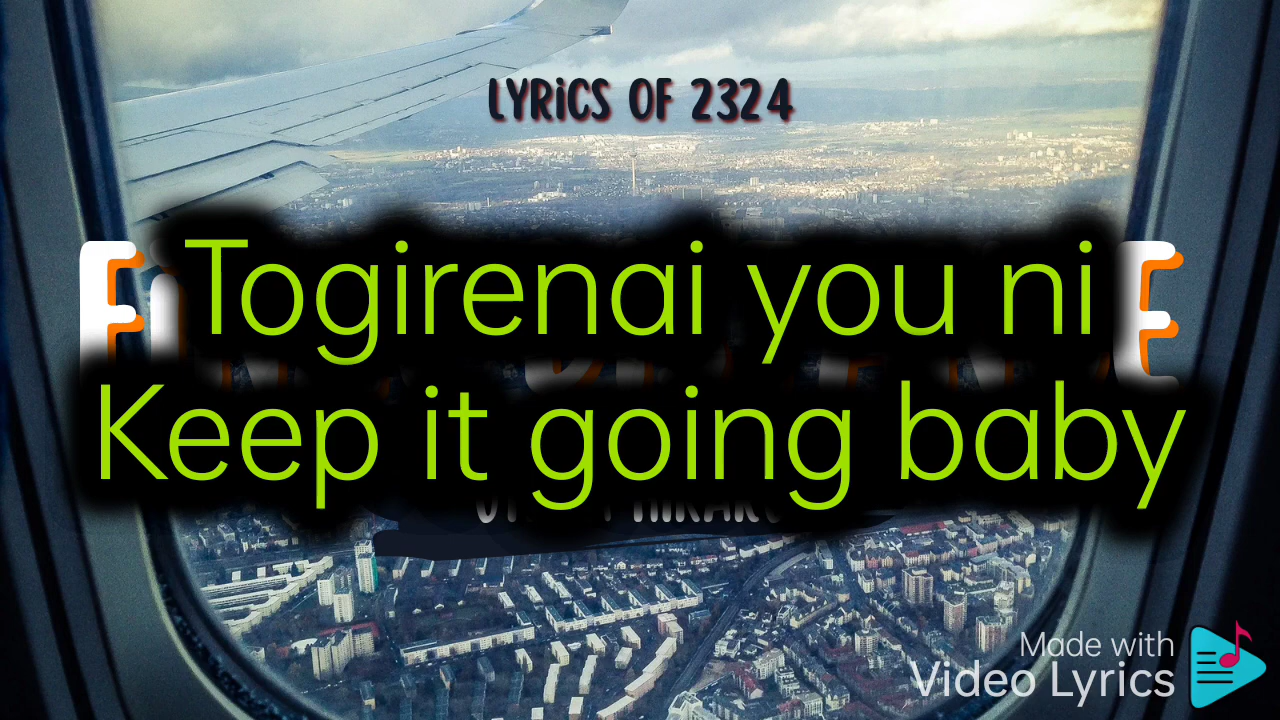 LYRiCS OF 2324
Togirenai you ni
Keep it going baby
Made with
Video Lyrics